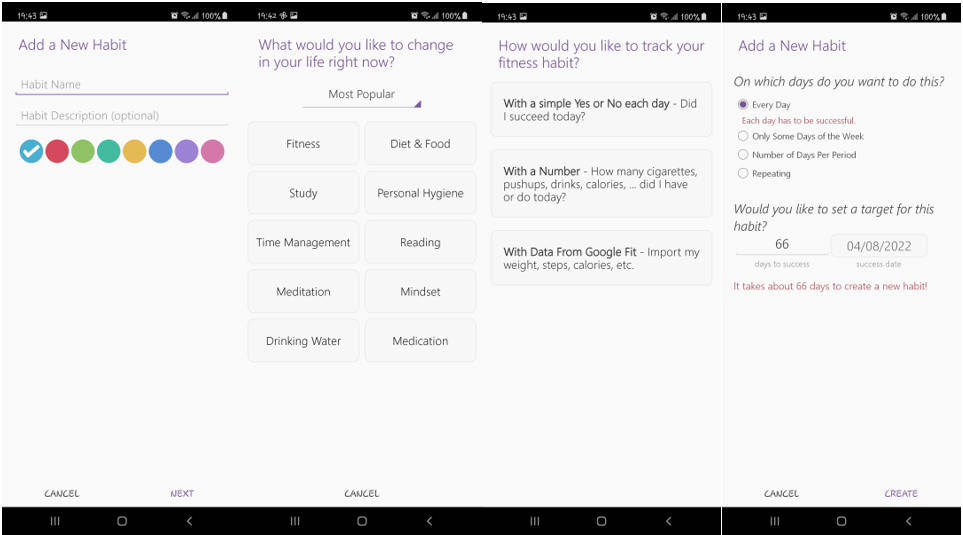 19:43
100%
Add a New Habit
Habit Name
Habit Description (optional)
CANCEL
NEXT
19:42
100%
What would you like to change
in your life right now?
Most Popular
Fitness
Diet & Food
Study
Personal Hygiene
Time Management
Reading
Meditation
Mindset
Drinking Water
Medication
CANCEL
19:43
100%
How would you like to track your
fitness habit?
With a simple Yes or No each day - Did
I succeed today?
With a Number - How many cigarettes,
pushups, drinks, calories, ... did I have
or do today?
With Data From Google Fit - Import my
weight, steps, calories, etc.
19:43
100%
Add a New Habit
On which days do you want to do this?
Every Day
Each day has to be successful.
Only Some Days of the Week
Number of Days Per Period
Repeating
Would you like to set a target for this
habit?
66
04/08/2022
days to success
success date
It takes about 66 days to create a new habit!
CANCEL
CREATE